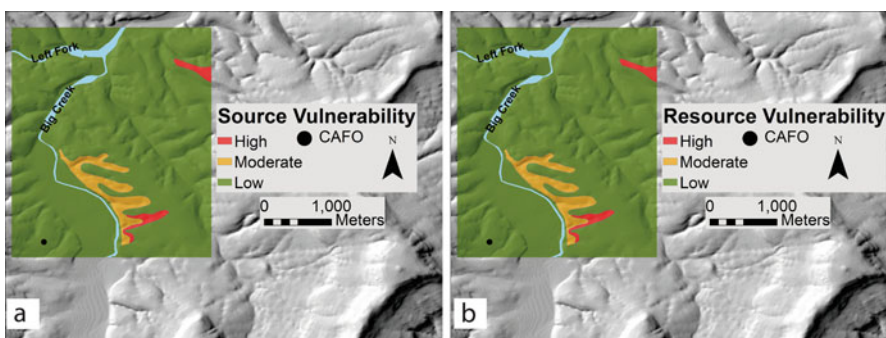 Left Fork
Big Creek
Source Vulnerability
High
CAFO
N
Moderate
Low
0 1,000
Meters
a
Left Fork
Big Creek
Resource Vulnerability
High
CAFO
N
Moderate
Low
0 1,000
Meters
b